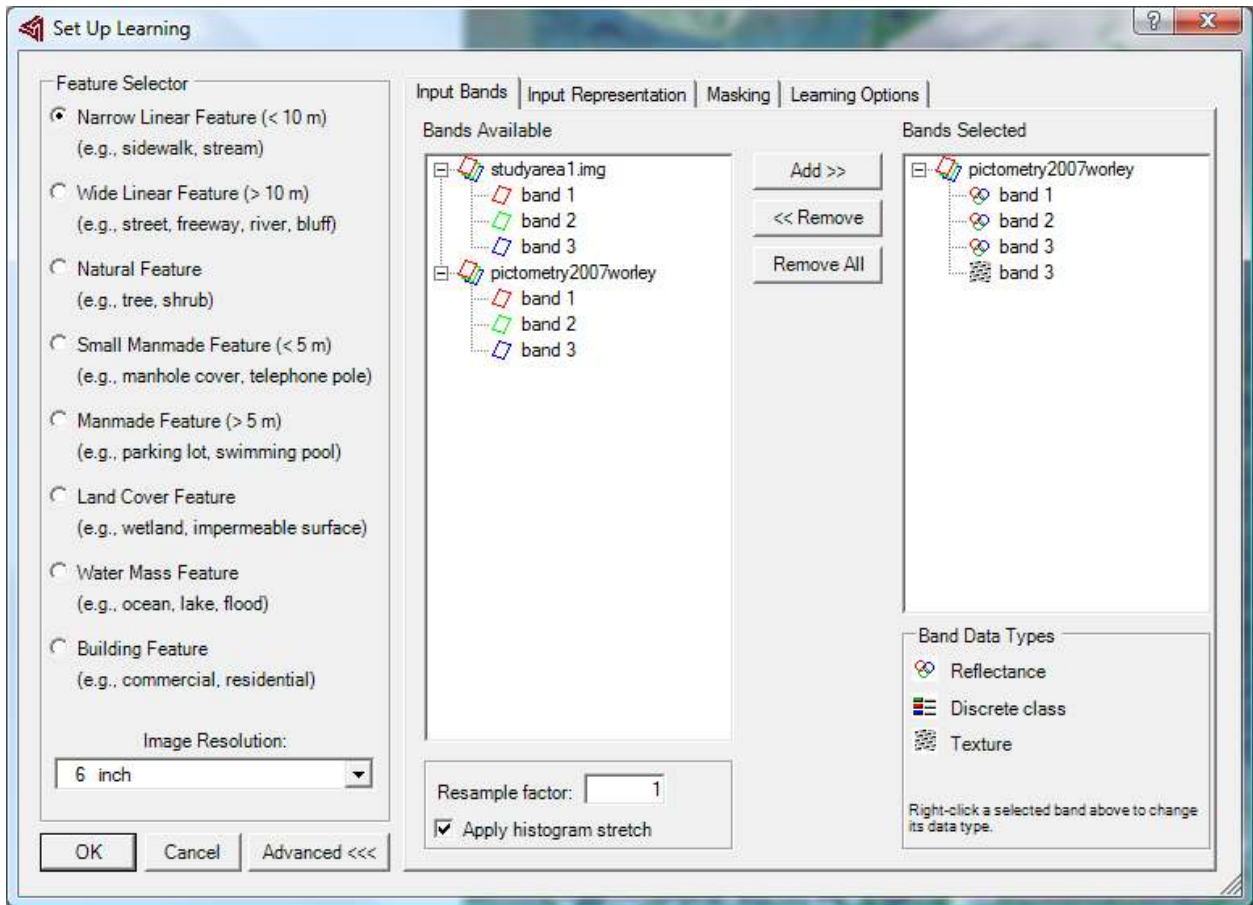 Set Up Learning
Feature Selector
Narrow Linear Feature (< 10 m)
(e.g., sidewalk, stream)
Wide Linear Feature (> 10 m)
(e.g., street, freeway, river, bluff)
Natural Feature
(e.g., tree, shrub)
Small Manmade Feature (< 5 m)
(e.g., manhole cover, telephone pole)
Manmade Feature (> 5 m)
(e.g., parking lot, swimming pool)
Land Cover Feature
(e.g., wetland, impermeable surface)
Water Mass Feature
(e.g., ocean, lake, flood)
Building Feature
(e.g., commercial, residential)
Image Resolution:
6 inch
OK Cancel Advanced <<<
Input Bands Input Representation Masking Learning Options
Bands Available
studyarea1.img
band 1
band 2
band 3
pictometry2007worley
band 1
band 2
band 3
Resample factor: 1
Apply histogram stretch
Add >>
<< Remove
Remove All
Bands Selected
pictometry2007worley
band 1
band 2
band 3
band 3
Band Data Types
Reflectance
Discrete class
Texture
Right-click a selected band above to change
its data type.